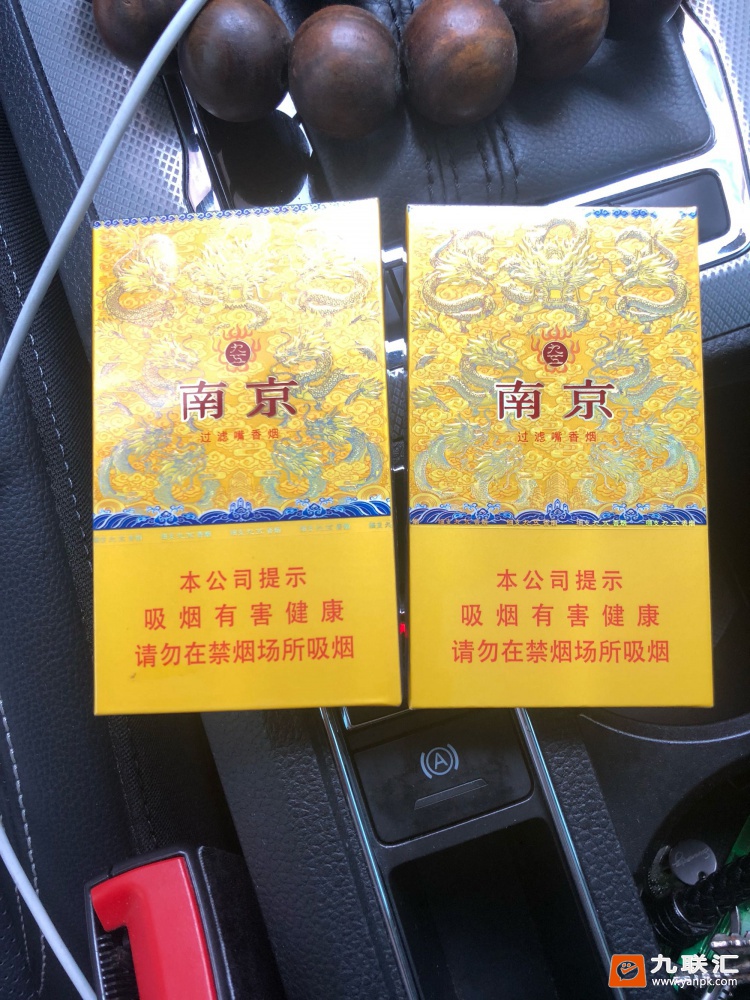 南京
过滤嘴香烟
本公司提示
吸烟有害健康
请勿在禁烟场所吸烟
南京
过滤嘴香烟
本公司提示
吸烟有害健康
请勿在禁烟场所吸烟
A
九联汇
www.yanpk.com